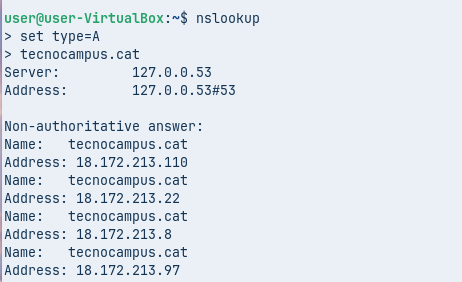 user@user-VirtualBox:~$ nslookup
> set type=A
> tecnocampus.cat
Server:         127.0.0.53
Address:        127.0.0.53#53

Non-authoritative answer:
Name:   tecnocampus.cat
Address: 18.172.213.110
Name:   tecnocampus.cat
Address: 18.172.213.22
Name:   tecnocampus.cat
Address: 18.172.213.8
Name:   tecnocampus.cat
Address: 18.172.213.97